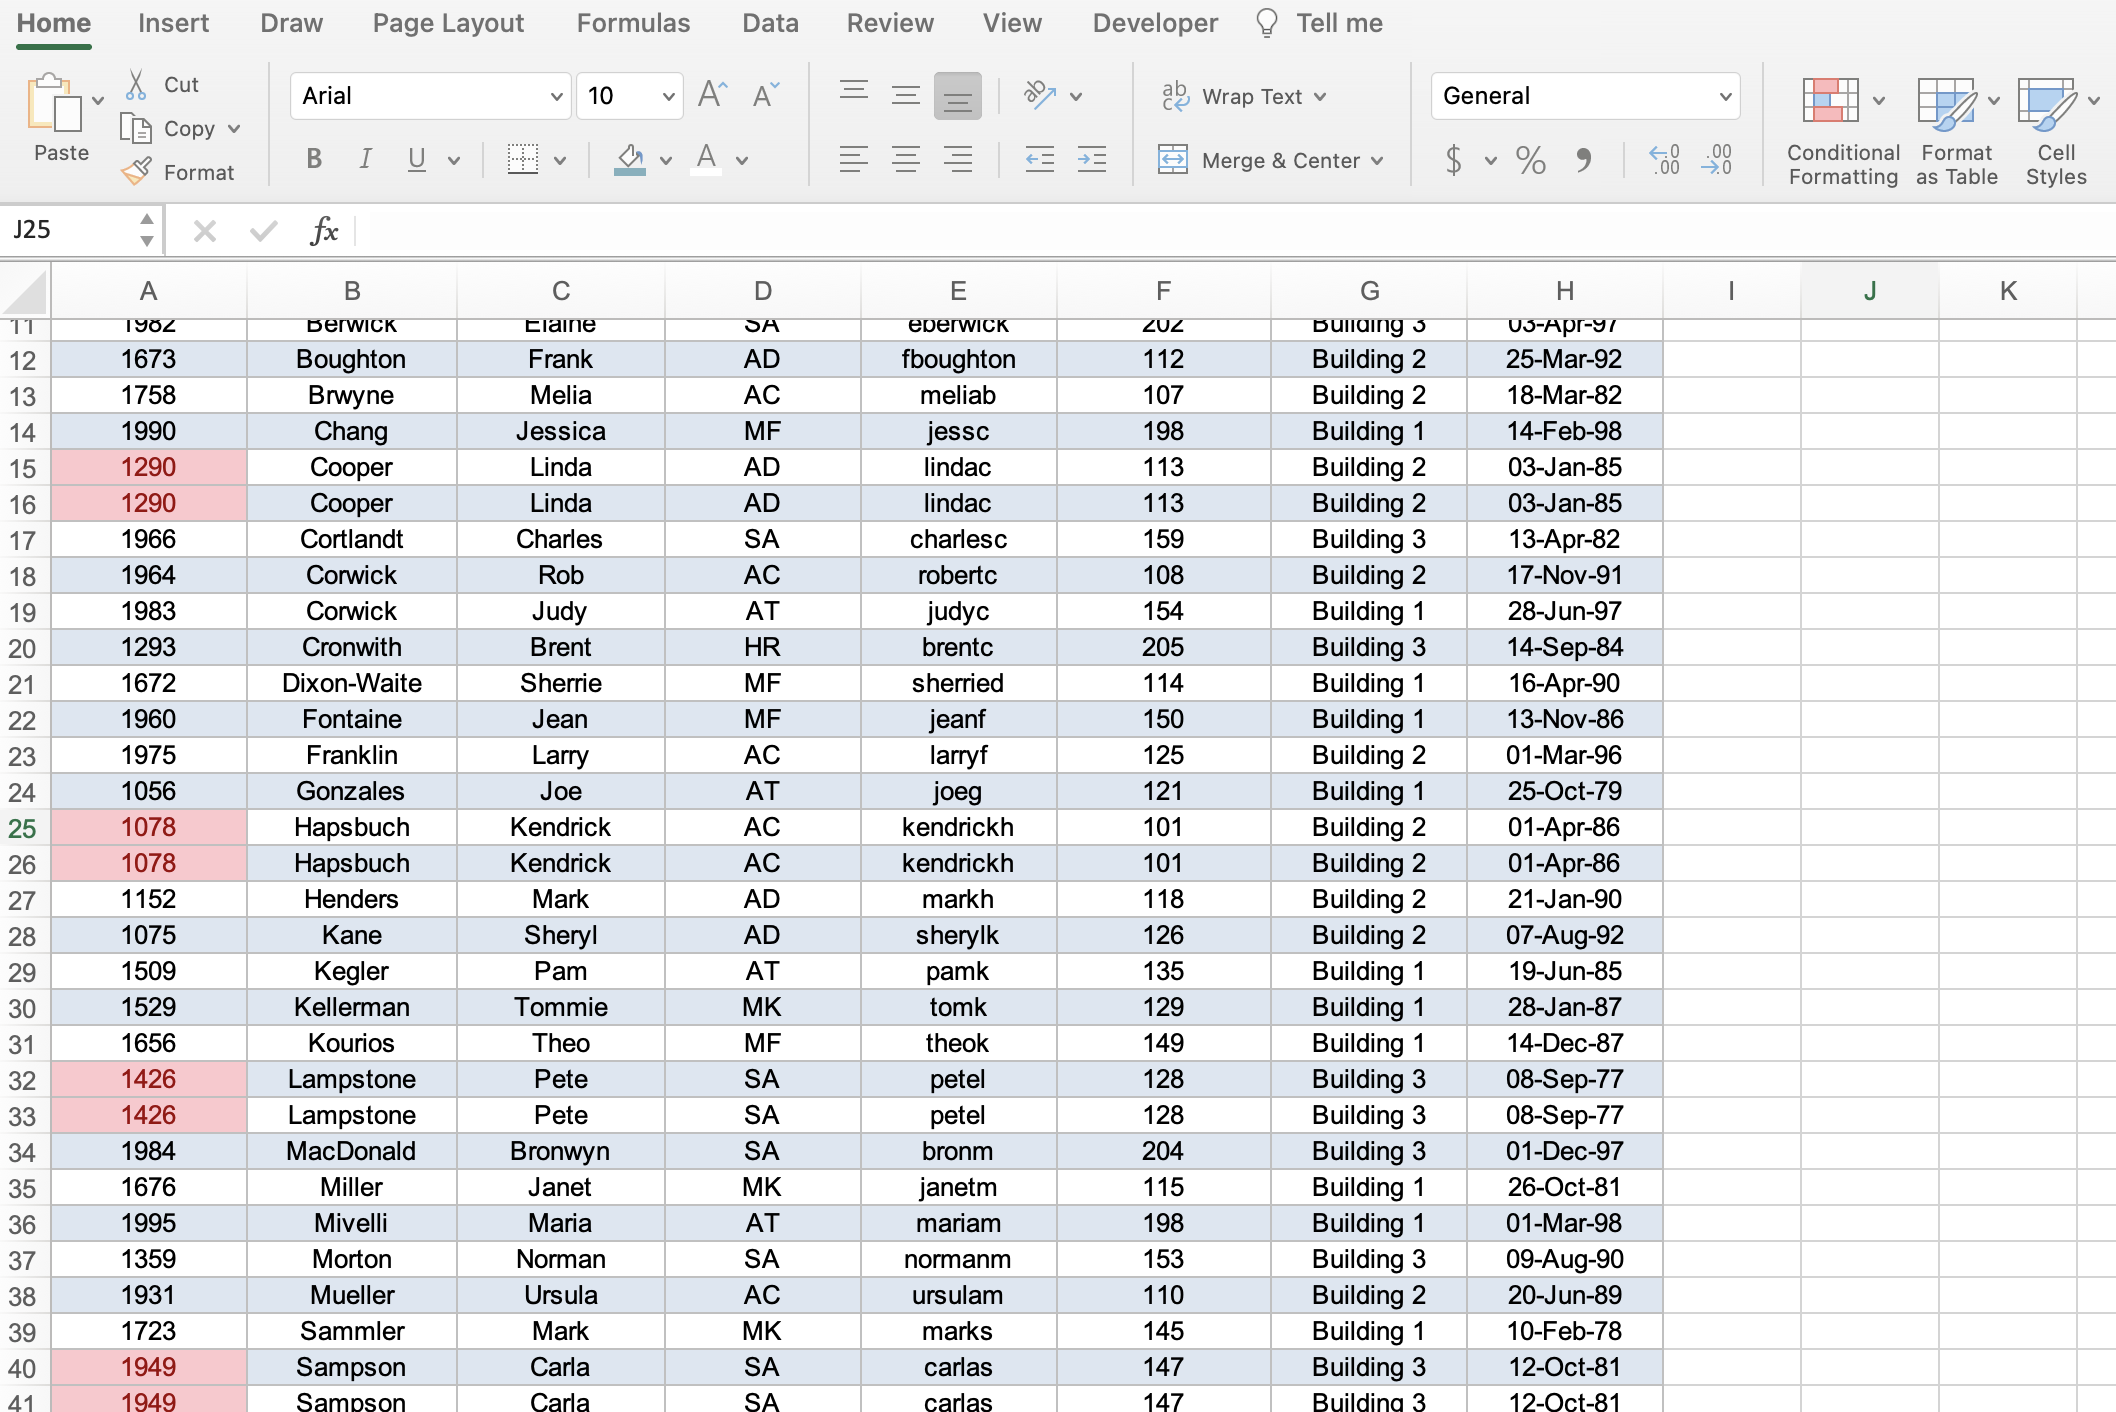 Home Insert Draw Page Layout Formulas Data Review View Developer Tell me
Paste Cut Copy Format Arial 10 A A B I U A ab Wrap Text Merge & Center General $ % , 0 .00 .00 0 Conditional Formatting Format as Table Cell Styles
J25 fx
A B C D E F G H I J K
11 1982 Berwick Elaine SA eberwick 202 Building 3 03-Apr-97
12 1673 Boughton Frank AD fboughton 112 Building 2 25-Mar-92
13 1758 Brwyne Melia AC meliab 107 Building 2 18-Mar-82
14 1990 Chang Jessica MF jessc 198 Building 1 14-Feb-98
15 1290 Cooper Linda AD lindac 113 Building 2 03-Jan-85
16 1290 Cooper Linda AD lindac 113 Building 2 03-Jan-85
17 1966 Cortlandt Charles SA charlesc 159 Building 3 13-Apr-82
18 1964 Corwick Rob AC robertc 108 Building 2 17-Nov-91
19 1983 Corwick Judy AT judyc 154 Building 1 28-Jun-97
20 1293 Cronwith Brent HR brentc 205 Building 3 14-Sep-84
21 1672 Dixon-Waite Sherrie MF sherried 114 Building 1 16-Apr-90
22 1960 Fontaine Jean MF jeanf 150 Building 1 13-Nov-86
23 1975 Franklin Larry AC larryf 125 Building 2 01-Mar-96
24 1056 Gonzales Joe AT joeg 121 Building 1 25-Oct-79
25 1078 Hapsbuch Kendrick AC kendrickh 101 Building 2 01-Apr-86
26 1078 Hapsbuch Kendrick AC kendrickh 101 Building 2 01-Apr-86
27 1152 Henders Mark AD markh 118 Building 2 21-Jan-90
28 1075 Kane Sheryl AD sherylk 126 Building 2 07-Aug-92
29 1509 Kegler Pam AT pamk 135 Building 1 19-Jun-85
30 1529 Kellerman Tommie MK tomk 129 Building 1 28-Jan-87
31 1656 Kourios Theo MF theok 149 Building 1 14-Dec-87
32 1426 Lampstone Pete SA petel 128 Building 3 08-Sep-77
33 1426 Lampstone Pete SA petel 128 Building 3 08-Sep-77
34 1984 MacDonald Bronwyn SA bronm 204 Building 3 01-Dec-97
35 1676 Miller Janet MK janetm 115 Building 1 26-Oct-81
36 1995 Mivelli Maria AT mariam 198 Building 1 01-Mar-98
37 1359 Morton Norman SA normanm 153 Building 3 09-Aug-90
38 1931 Mueller Ursula AC ursulam 110 Building 2 20-Jun-89
39 1723 Sammler Mark MK marks 145 Building 1 10-Feb-78
40 1949 Sampson Carla SA carlas 147 Building 3 12-Oct-81
41 1949 Sampson Carla SA carlas 147 Building 3 12-Oct-81